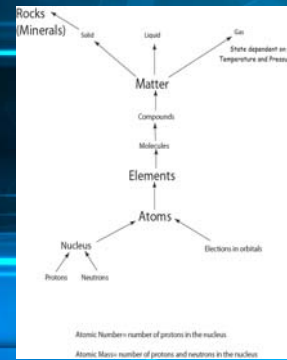 Rocks
(Minerals)
Solid
Liquid
Gas
State dependent on
Temperature and Pressu
Matter
Compounds
Molecules
Elements
Atoms
Nucleus
Elections in orbitals
Protons
Neutrons
Atomic Number= number of protons in the nucleus
Atomic Mass= number of protons and neutrons in the nucleus